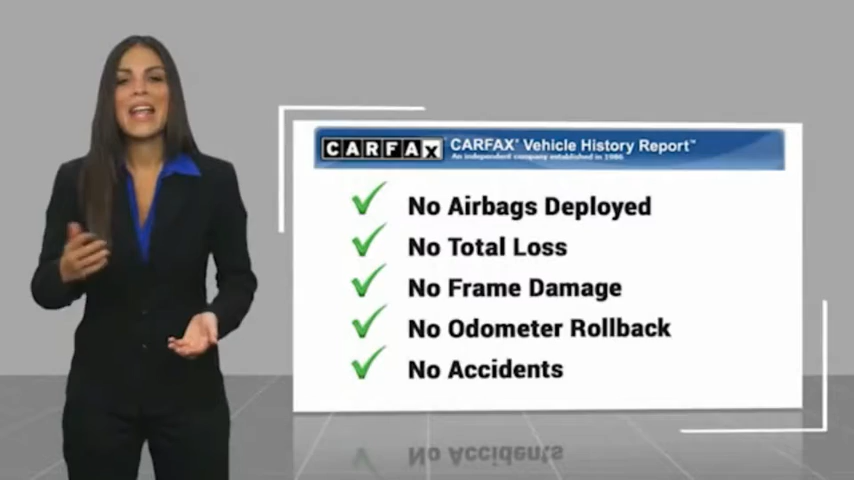 CARFAX CARFAX® Vehicle History Report™
An independent company established in 1986
No Airbags Deployed
No Total Loss
No Frame Damage
No Odometer Rollback
No Accidents
No Accidents